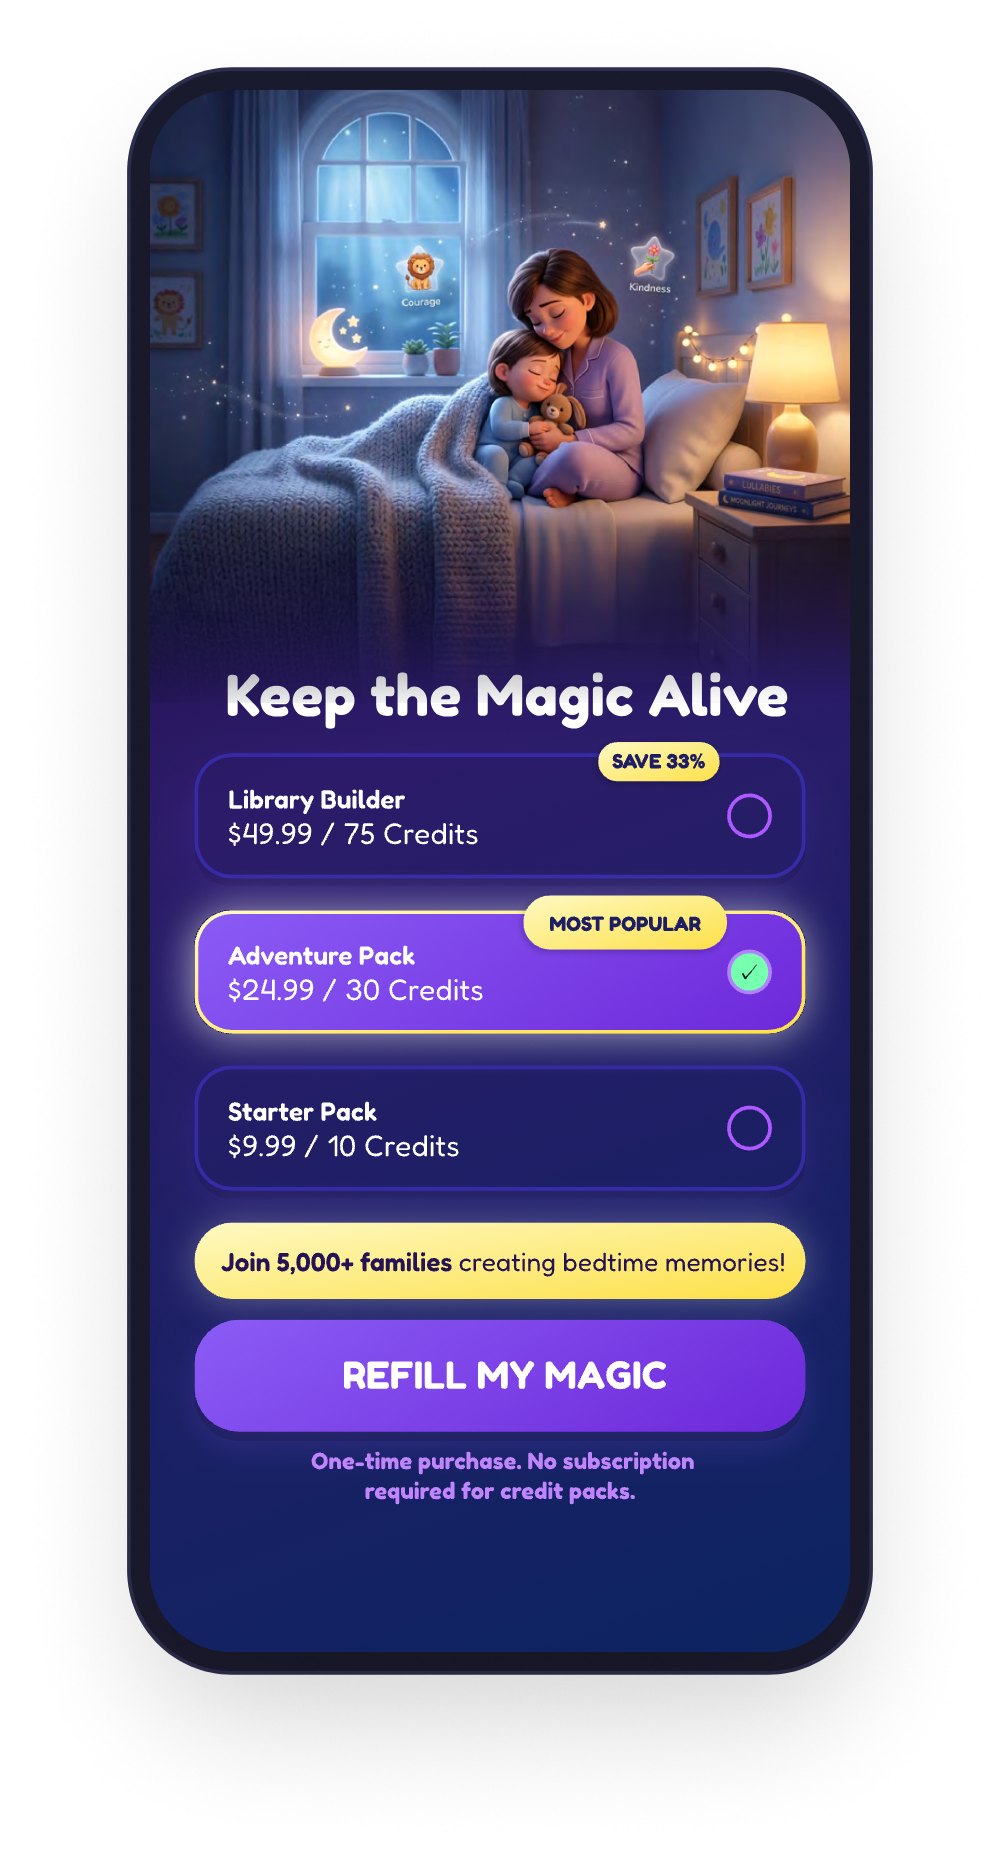 Courage
Kindness
LULLABIES
MOONLIGHT JOURNEYS
Keep the Magic Alive
SAVE 33%
Library Builder
$49.99 / 75 Credits
MOST POPULAR
Adventure Pack
$24.99 / 30 Credits
✓
Starter Pack
$9.99 / 10 Credits
Join 5,000+ families creating bedtime memories!
REFILL MY MAGIC
One-time purchase. No subscription
required for credit packs.